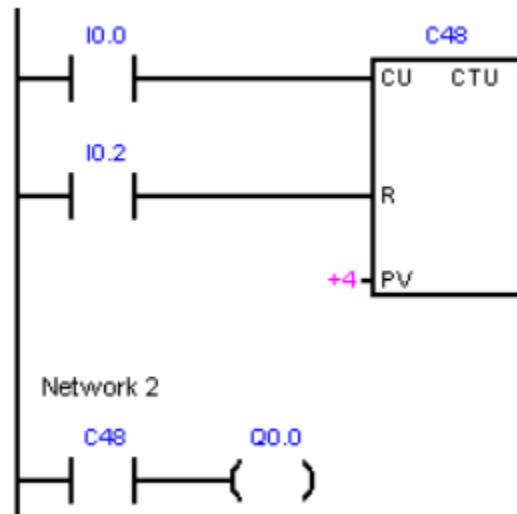 I0.0
C48
CU CTU
I0.2
R
+4 PV
Network 2
C48 Q0.0